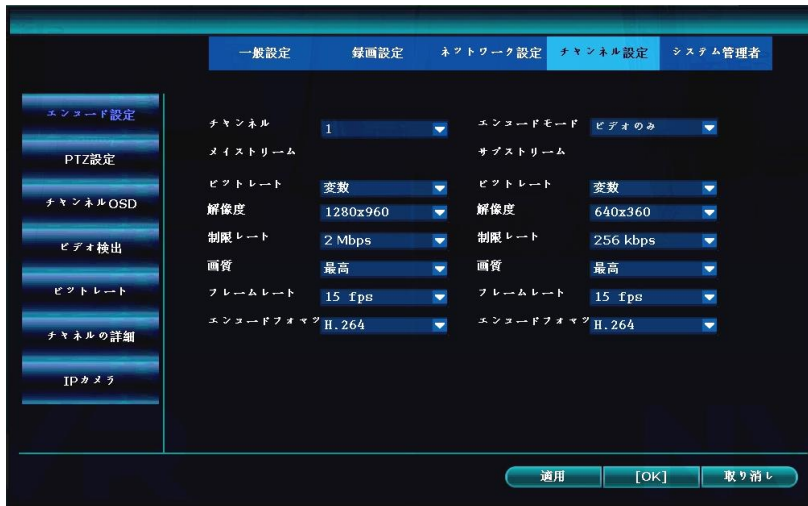 一般設定 録画設定 ネットワーク設定 チャンネル設定 システム管理者
エンコード設定
PTZ設定
チャンネルOSD
ビデオ検出
ビットレート
チャネルの詳細
IPカメラ
チャンネル 1 エンコードモード ビデオのみ
メイストリーム サブストリーム
ビットレート 変数 ビットレート 変数
解像度 1280x960 解像度 640x360
制限レート 2 Mbps 制限レート 256 kbps
画質 最高 画質 最高
フレームレート 15 fps フレームレート 15 fps
エンコードフォマッ H.264 エンコードフォマッ H.264
適用 [OK] 取り消し